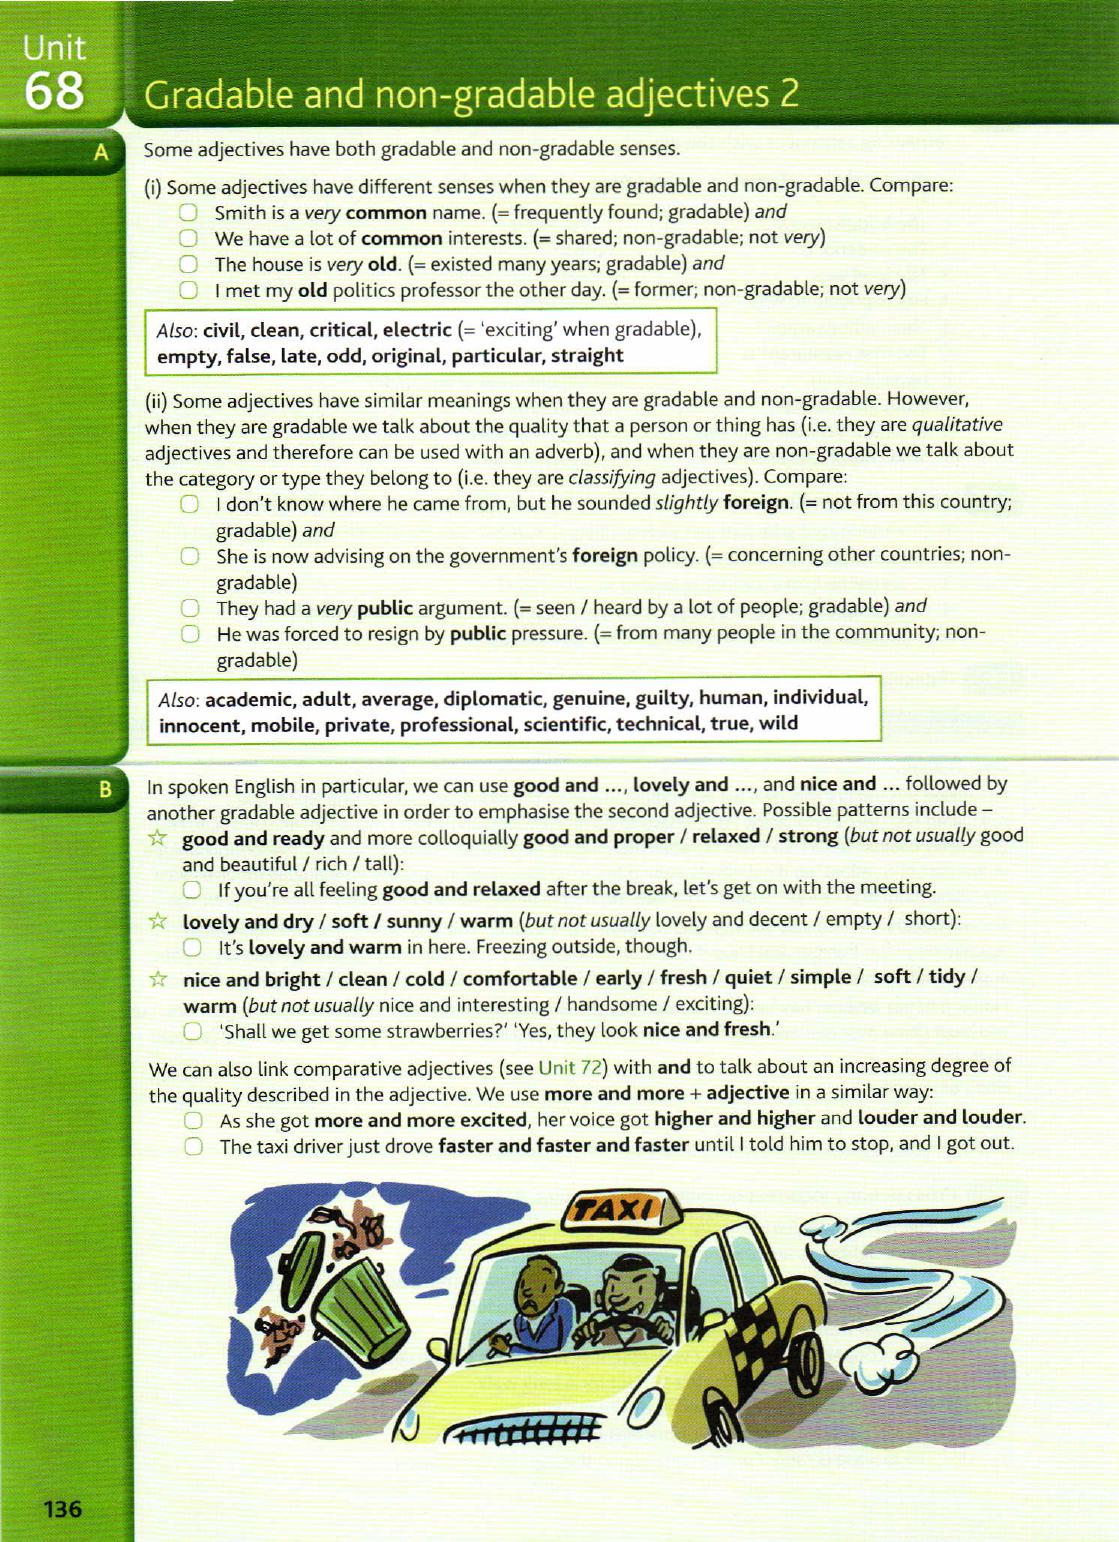 Unit
68
Gradable and non-gradable adjectives 2
A
Some adjectives have both gradable and non-gradable senses.
(i) Some adjectives have different senses when they are gradable and non-gradable. Compare:
Smith is a very common name. (= frequently found; gradable) and
We have a lot of common interests. (= shared; non-gradable; not very)
The house is very old. (= existed many years; gradable) and
I met my old politics professor the other day. (= former; non-gradable; not very)
Also: civil, clean, critical, electric (= 'exciting' when gradable),
empty, false, late, odd, original, particular, straight
(ii) Some adjectives have similar meanings when they are gradable and non-gradable. However,
when they are gradable we talk about the quality that a person or thing has (i.e. they are qualitative
adjectives and therefore can be used with an adverb), and when they are non-gradable we talk about
the category or type they belong to (i.e. they are classifying adjectives). Compare:
I don't know where he came from, but he sounded slightly foreign. (= not from this country;
gradable) and
She is now advising on the government's foreign policy. (= concerning other countries; non-
gradable)
They had a very public argument. (= seen / heard by a lot of people; gradable) and
He was forced to resign by public pressure. (= from many people in the community; non-
gradable)
Also: academic, adult, average, diplomatic, genuine, guilty, human, individual,
innocent, mobile, private, professional, scientific, technical, true, wild
B
In spoken English in particular, we can use good and ..., lovely and ..., and nice and ... followed by
another gradable adjective in order to emphasise the second adjective. Possible patterns include –
☆ good and ready and more colloquially good and proper / relaxed / strong (but not usually good
and beautiful / rich / tall):
If you're all feeling good and relaxed after the break, let's get on with the meeting.
☆ lovely and dry / soft / sunny / warm (but not usually lovely and decent / empty / short):
It's lovely and warm in here. Freezing outside, though.
☆ nice and bright / clean / cold / comfortable / early / fresh / quiet / simple / soft / tidy /
warm (but not usually nice and interesting / handsome / exciting):
'Shall we get some strawberries?' 'Yes, they look nice and fresh.'
We can also link comparative adjectives (see Unit 72) with and to talk about an increasing degree of
the quality described in the adjective. We use more and more + adjective in a similar way:
As she got more and more excited, her voice got higher and higher and louder and louder.
The taxi driver just drove faster and faster and faster until I told him to stop, and I got out.
TAXI
136